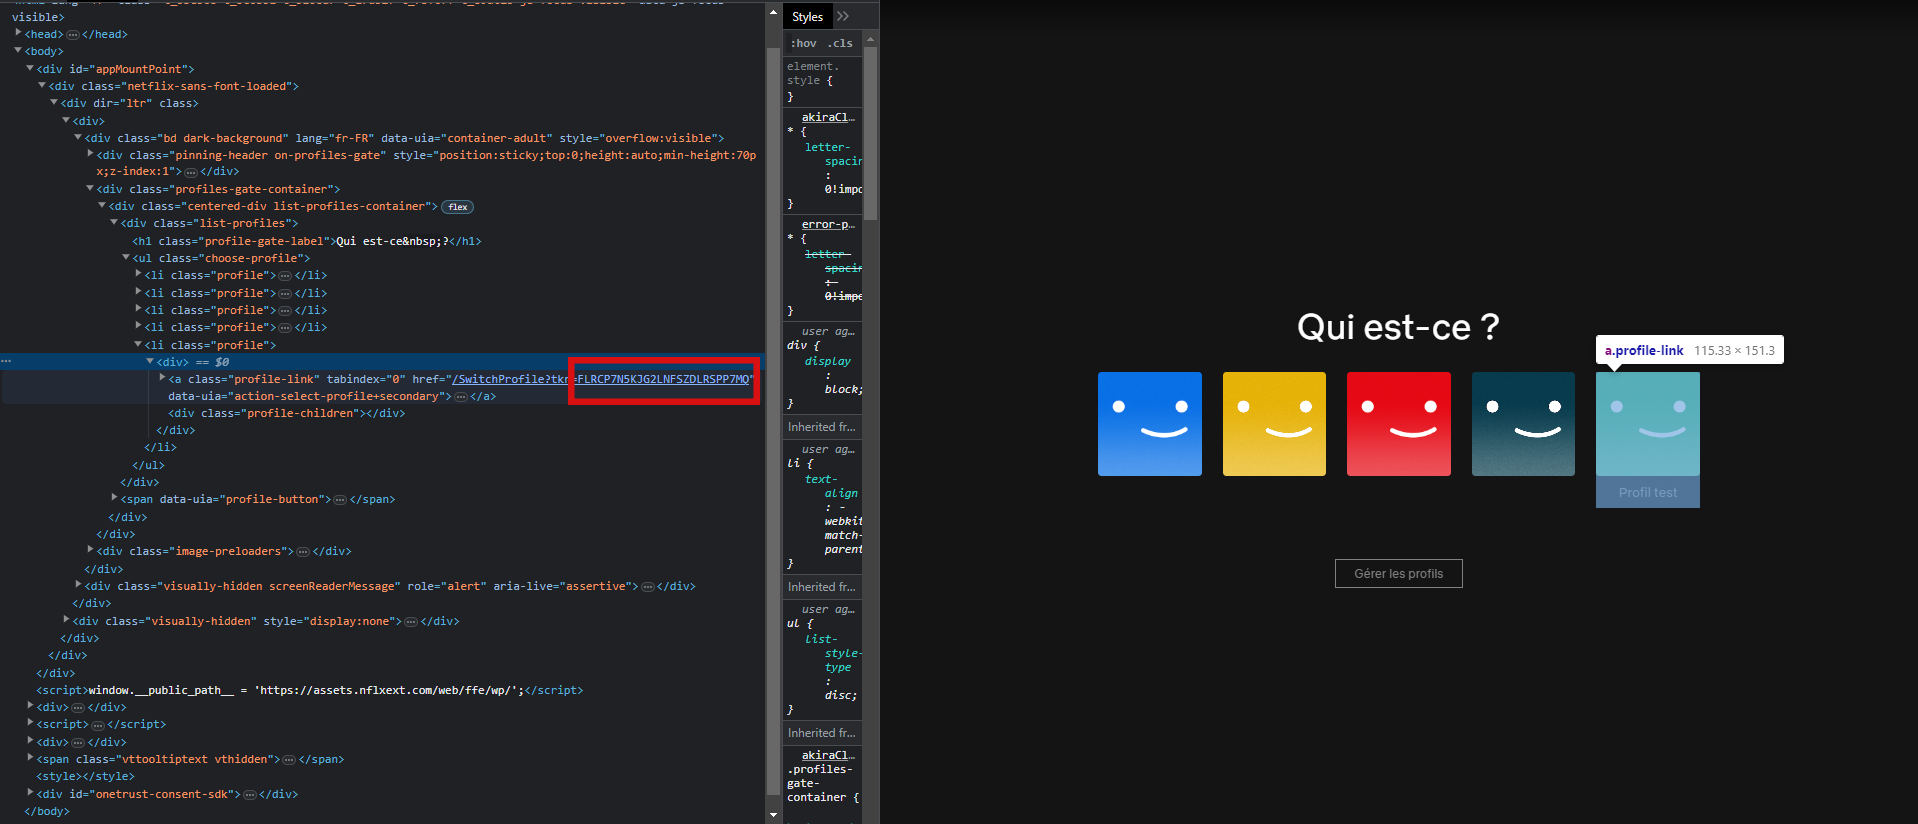 visible>
<head> ⋯ </head>
<body>
<div id="appMountPoint">
<div class="netflix-sans-font-loaded">
<div dir="ltr" class>
<div>
<div class="bd dark-background" lang="fr-FR" data-uia="container-adult" style="overflow:visible">
<div class="pinning-header on-profiles-gate" style="position:sticky;top:0;height:auto;min-height:70p
x;z-index:1"> ⋯ </div>
<div class="profiles-gate-container">
<div class="centered-div list-profiles-container"> flex
<div class="list-profiles">
<h1 class="profile-gate-label">Qui est-ce&nbsp;?</h1>
<ul class="choose-profile">
<li class="profile"> ⋯ </li>
<li class="profile"> ⋯ </li>
<li class="profile"> ⋯ </li>
<li class="profile"> ⋯ </li>
<li class="profile">
⋯ <div> == $0
<a class="profile-link" tabindex="0" href="/SwitchProfile?tkn=FLRCP7N5KJG2LNFSZDLRSPP7MQ"
data-uia="action-select-profile+secondary"> ⋯ </a>
<div class="profile-children"></div>
</div>
</li>
</ul>
</div>
<span data-uia="profile-button"> ⋯ </span>
</div>
</div>
<div class="image-preloaders"> ⋯ </div>
</div>
<div class="visually-hidden screenReaderMessage" role="alert" aria-live="assertive"> ⋯ </div>
</div>
<div class="visually-hidden" style="display:none"> ⋯ </div>
</div>
</div>
</div>
<script>window.__public_path__ = 'https://assets.nflxext.com/web/ffe/wp/';</script>
<div> ⋯ </div>
<script> ⋯ </script>
<div> ⋯ </div>
<span class="vttooltiptext vthidden"> ⋯ </span>
<style></style>
<div id="onetrust-consent-sdk"> ⋯ </div>
</body>
Styles
:hov .cls
element.
style {
}
akiraCl…
* {
letter-
spacin
:
0!impo
}
error-p…
* {
letter-
spacin
:
0!impo
}
user ag…
div {
display
:
block;
}
Inherited fr…
user ag…
li {
text-
align
: -
webkit
match-
parent
}
Inherited fr…
user ag…
ul {
list-
style-
type
:
disc;
}
Inherited fr…
akiraCl…
.profiles-
gate-
container {
Qui est-ce ?
a.profile-link 115.33 × 151.3
Profil test
Gérer les profils